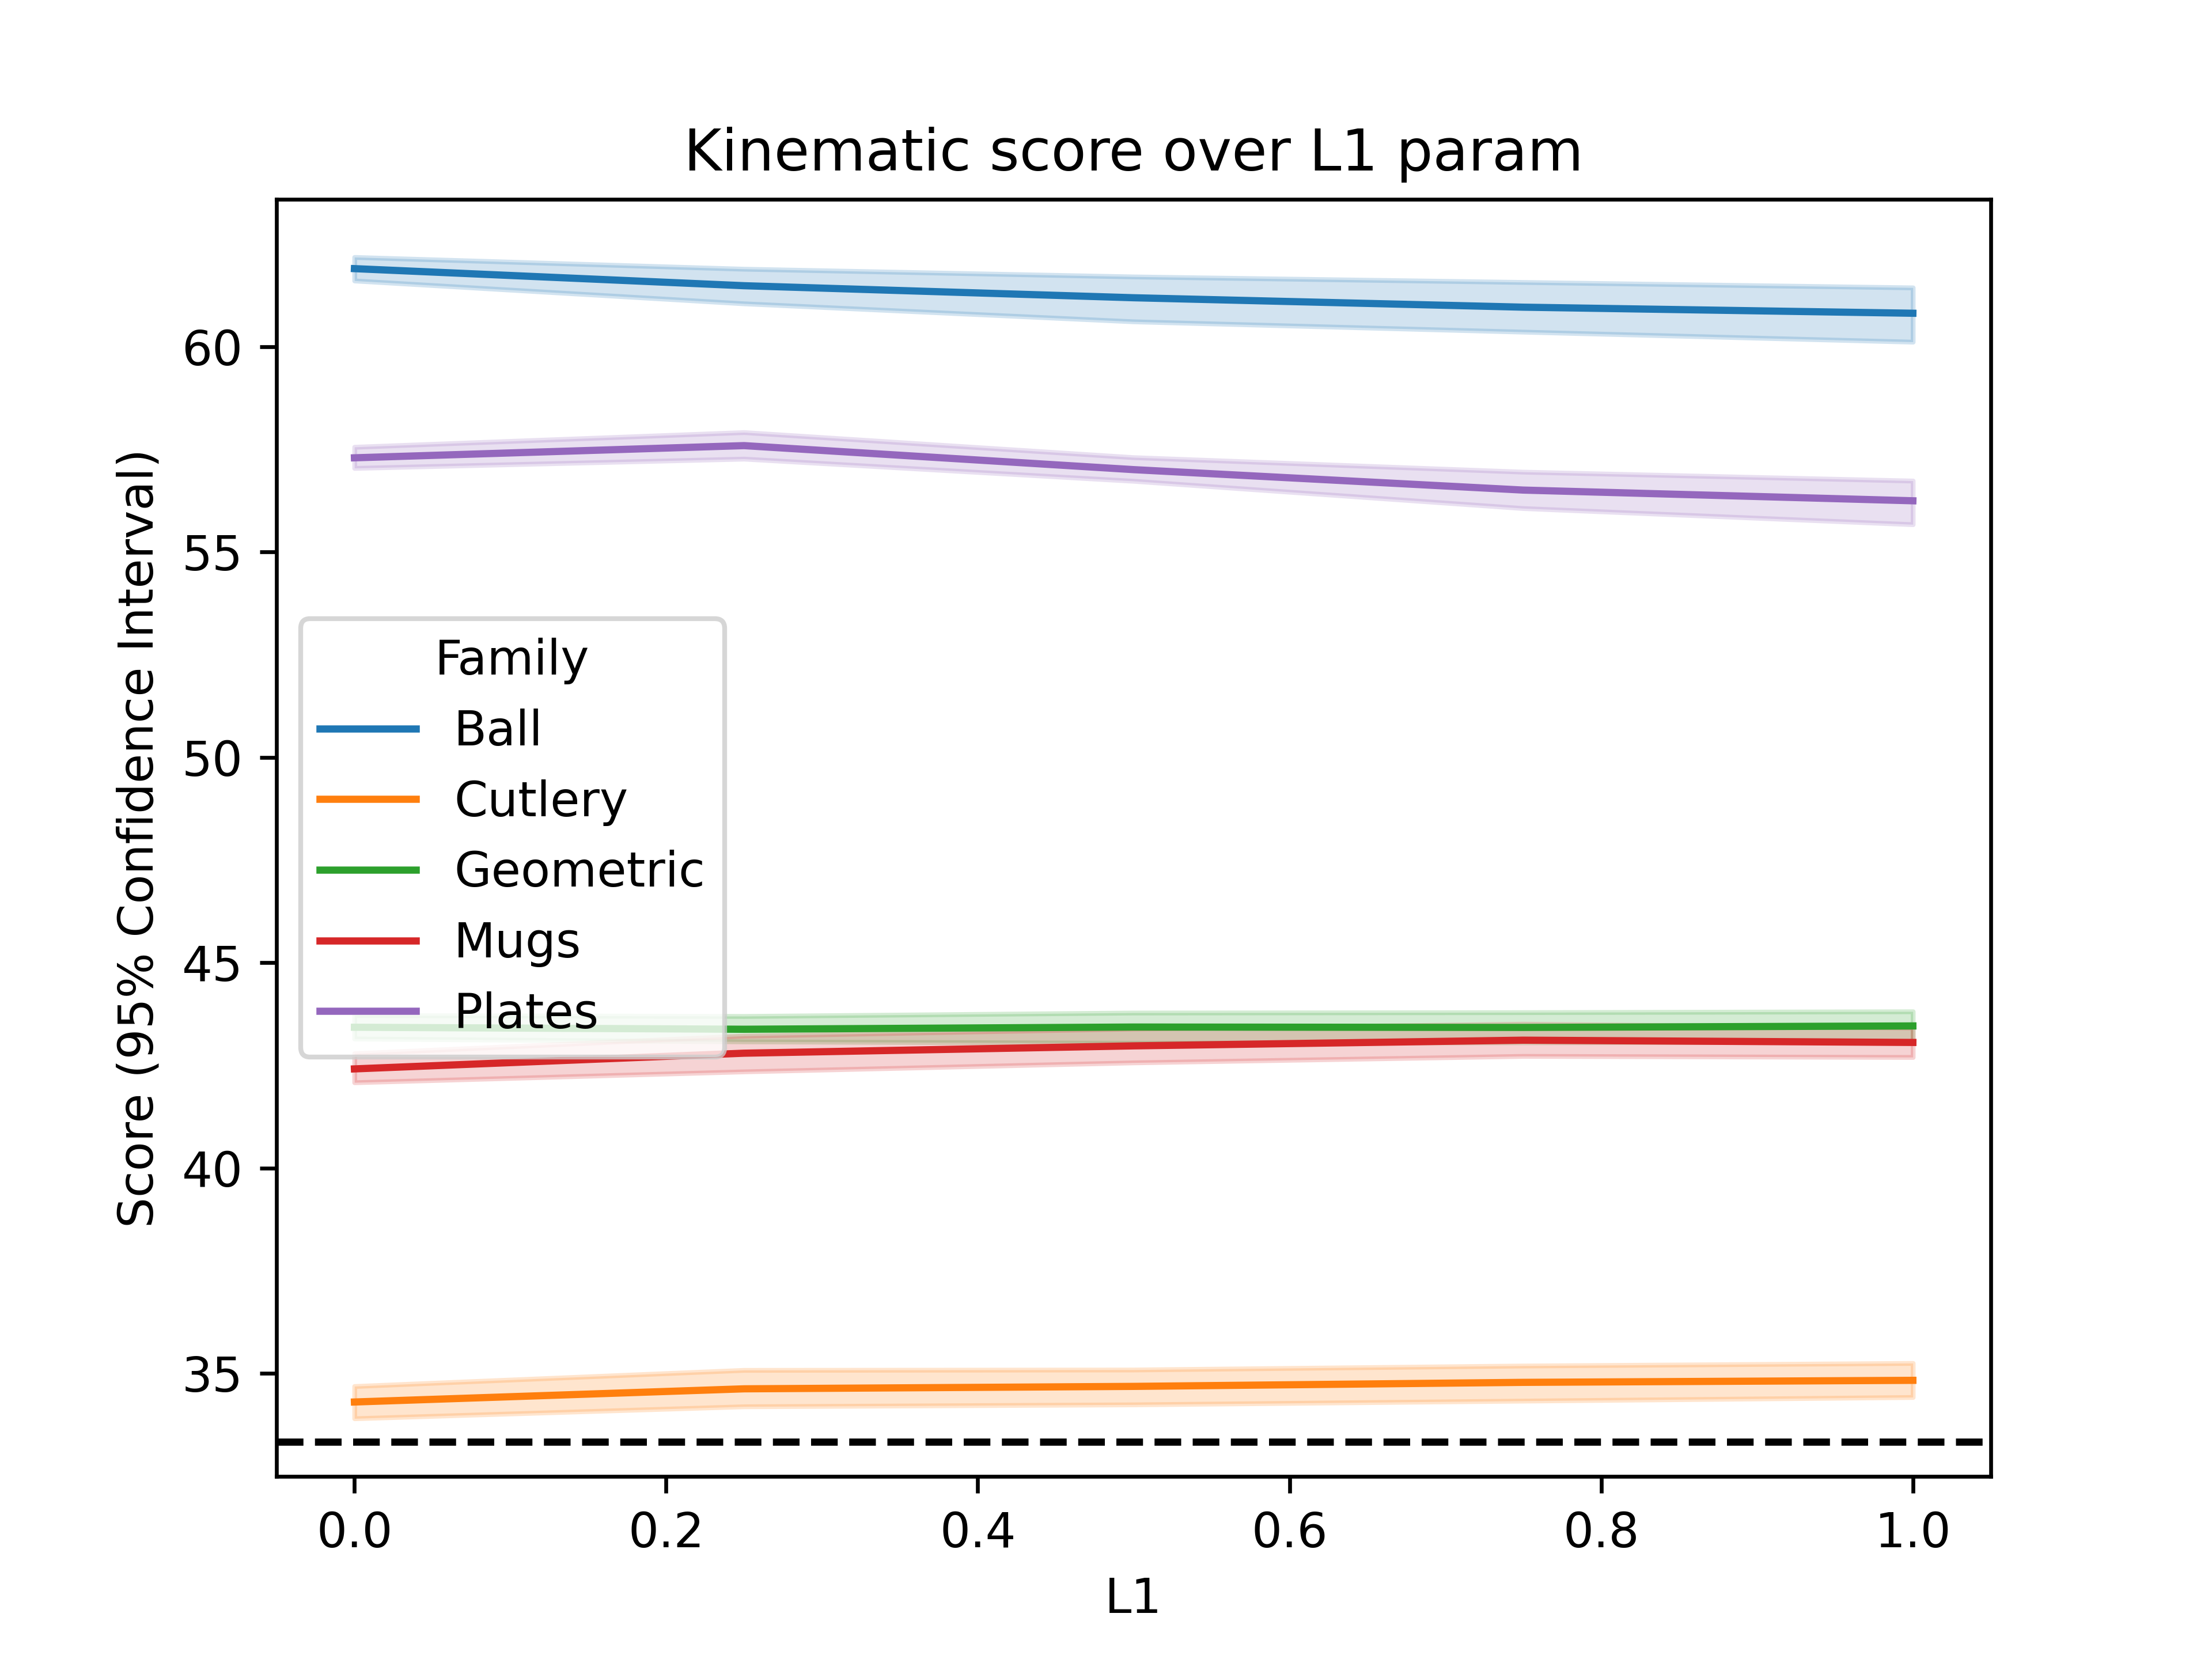 Kinematic score over L1 param
Score (95% Confidence Interval)
60
55
50
45
40
35
Family
Ball
Cutlery
Geometric
Mugs
Plates
0.0 0.2 0.4 0.6 0.8 1.0
L1